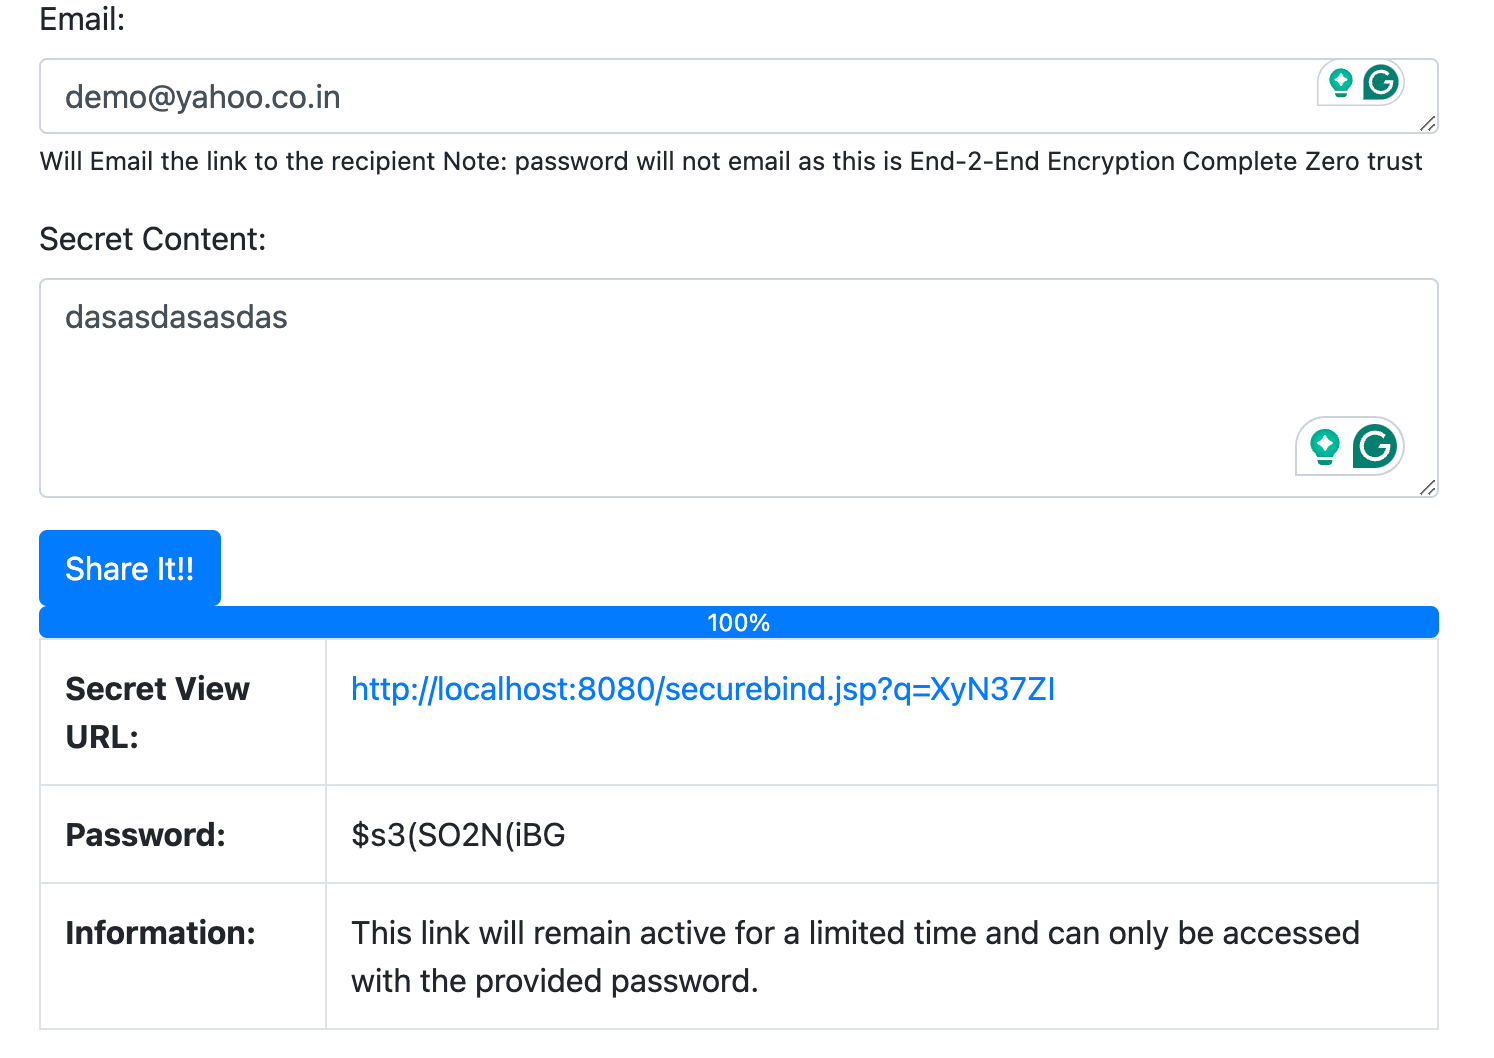 Email:
demo@yahoo.co.in
Will Email the link to the recipient Note: password will not email as this is End-2-End Encryption Complete Zero trust
Secret Content:
dasasdasasdas
Share It!!
100%
Secret View
URL:
http://localhost:8080/securebind.jsp?q=XyN37ZI
Password:
$s3(SO2N(iBG
Information:
This link will remain active for a limited time and can only be accessed
with the provided password.